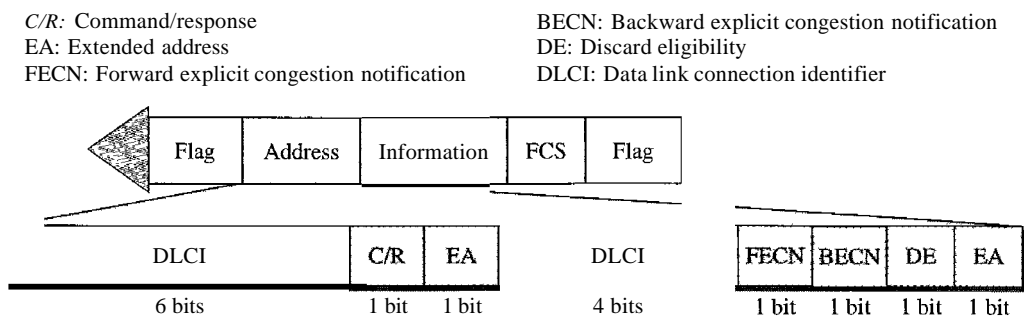 C/R: Command/response
EA: Extended address
FECN: Forward explicit congestion notification
BECN: Backward explicit congestion notification
DE: Discard eligibility
DLCI: Data link connection identifier
Flag Address Information FCS Flag
DLCI C/R EA DLCI FECN BECN DE EA
6 bits 1 bit 1 bit 4 bits 1 bit 1 bit 1 bit 1 bit